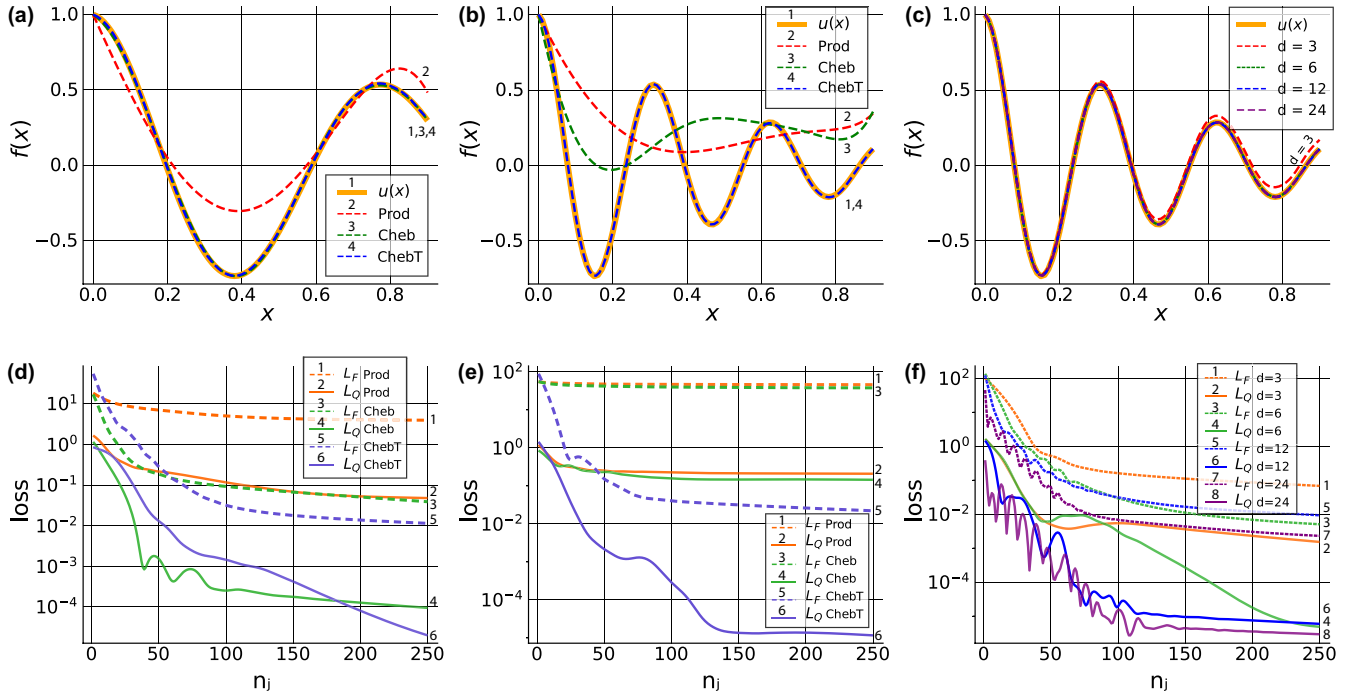 (a)
f(x)
1.0
0.5
0.0
−0.5
0.0 0.2 0.4 0.6 0.8
x
2
1,3,4
1 u(x)
2 Prod
3 Cheb
4 ChebT
(b)
f(x)
1.0
0.5
0.0
−0.5
0.0 0.2 0.4 0.6 0.8
x
1 u(x)
2 Prod
3 Cheb
4 ChebT
2
3
1,4
(c)
f(x)
1.0
0.5
0.0
−0.5
0.0 0.2 0.4 0.6 0.8
x
u(x)
d = 3
d = 6
d = 12
d = 24
d = 3
(d)
loss
10^1
10^0
10^−1
10^−2
10^−3
10^−4
0 50 100 150 200 250
n_j
1 L_F Prod
2 L_Q Prod
3 L_F Cheb
4 L_Q Cheb
5 L_F ChebT
6 L_Q ChebT
1
2
3
5
4
6
(e)
loss
10^2
10^0
10^−2
10^−4
0 50 100 150 200 250
n_j
1
3
2
4
5
6
1 L_F Prod
2 L_Q Prod
3 L_F Cheb
4 L_Q Cheb
5 L_F ChebT
6 L_Q ChebT
(f)
loss
10^2
10^0
10^−2
10^−4
0 50 100 150 200 250
n_j
1 L_F d=3
2 L_Q d=3
3 L_F d=6
4 L_Q d=6
5 L_F d=12
6 L_Q d=12
7 L_F d=24
8 L_Q d=24
1
5
3
7
2
6
4
8